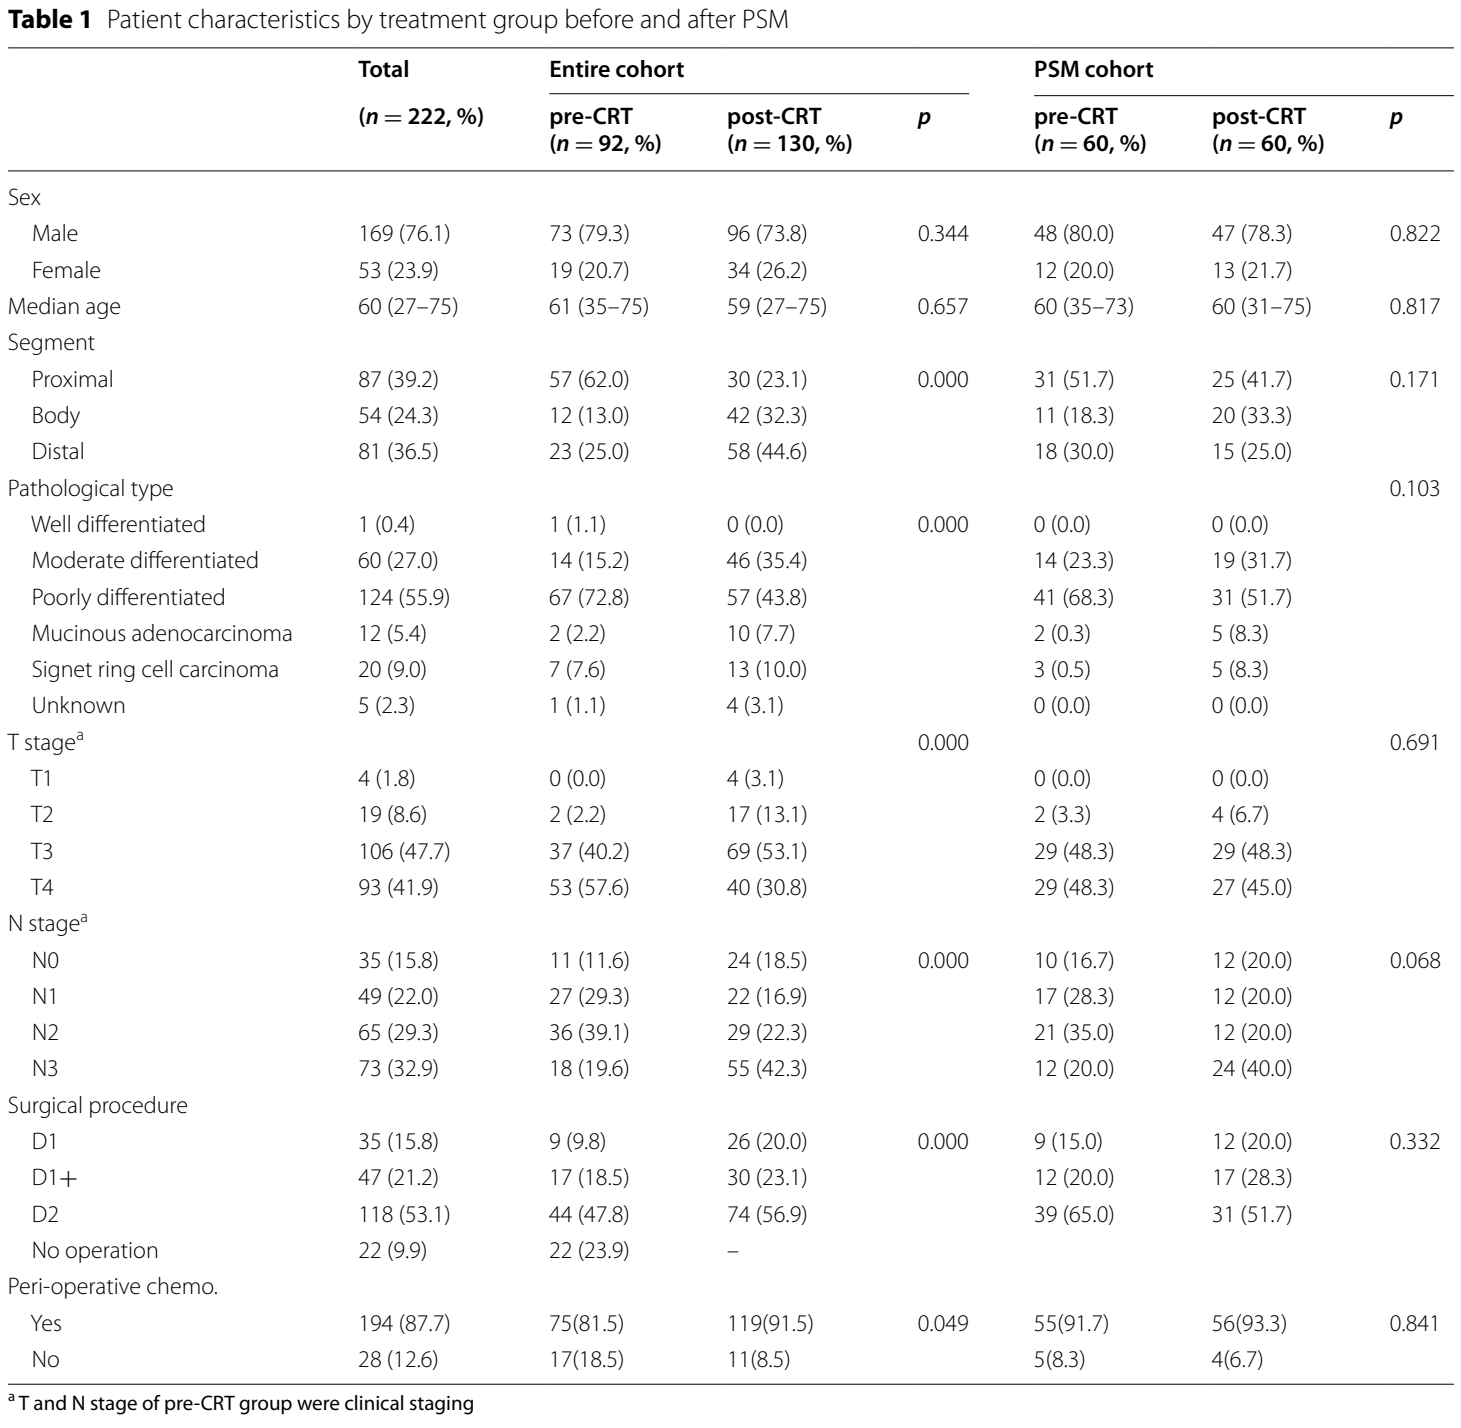 Table 1 Patient characteristics by treatment group before and after PSM
Total Entire cohort PSM cohort
(n = 222, %) pre-CRT post-CRT p pre-CRT post-CRT p
(n = 92, %) (n = 130, %) (n = 60, %) (n = 60, %)
Sex
Male 169 (76.1) 73 (79.3) 96 (73.8) 0.344 48 (80.0) 47 (78.3) 0.822
Female 53 (23.9) 19 (20.7) 34 (26.2) 12 (20.0) 13 (21.7)
Median age 60 (27–75) 61 (35–75) 59 (27–75) 0.657 60 (35–73) 60 (31–75) 0.817
Segment
Proximal 87 (39.2) 57 (62.0) 30 (23.1) 0.000 31 (51.7) 25 (41.7) 0.171
Body 54 (24.3) 12 (13.0) 42 (32.3) 11 (18.3) 20 (33.3)
Distal 81 (36.5) 23 (25.0) 58 (44.6) 18 (30.0) 15 (25.0)
Pathological type 0.103
Well differentiated 1 (0.4) 1 (1.1) 0 (0.0) 0.000 0 (0.0) 0 (0.0)
Moderate differentiated 60 (27.0) 14 (15.2) 46 (35.4) 14 (23.3) 19 (31.7)
Poorly differentiated 124 (55.9) 67 (72.8) 57 (43.8) 41 (68.3) 31 (51.7)
Mucinous adenocarcinoma 12 (5.4) 2 (2.2) 10 (7.7) 2 (0.3) 5 (8.3)
Signet ring cell carcinoma 20 (9.0) 7 (7.6) 13 (10.0) 3 (0.5) 5 (8.3)
Unknown 5 (2.3) 1 (1.1) 4 (3.1) 0 (0.0) 0 (0.0)
T stage^a 0.000 0.691
T1 4 (1.8) 0 (0.0) 4 (3.1) 0 (0.0) 0 (0.0)
T2 19 (8.6) 2 (2.2) 17 (13.1) 2 (3.3) 4 (6.7)
T3 106 (47.7) 37 (40.2) 69 (53.1) 29 (48.3) 29 (48.3)
T4 93 (41.9) 53 (57.6) 40 (30.8) 29 (48.3) 27 (45.0)
N stage^a
N0 35 (15.8) 11 (11.6) 24 (18.5) 0.000 10 (16.7) 12 (20.0) 0.068
N1 49 (22.0) 27 (29.3) 22 (16.9) 17 (28.3) 12 (20.0)
N2 65 (29.3) 36 (39.1) 29 (22.3) 21 (35.0) 12 (20.0)
N3 73 (32.9) 18 (19.6) 55 (42.3) 12 (20.0) 24 (40.0)
Surgical procedure
D1 35 (15.8) 9 (9.8) 26 (20.0) 0.000 9 (15.0) 12 (20.0) 0.332
D1+ 47 (21.2) 17 (18.5) 30 (23.1) 12 (20.0) 17 (28.3)
D2 118 (53.1) 44 (47.8) 74 (56.9) 39 (65.0) 31 (51.7)
No operation 22 (9.9) 22 (23.9) –
Peri-operative chemo.
Yes 194 (87.7) 75(81.5) 119(91.5) 0.049 55(91.7) 56(93.3) 0.841
No 28 (12.6) 17(18.5) 11(8.5) 5(8.3) 4(6.7)
^a T and N stage of pre-CRT group were clinical staging